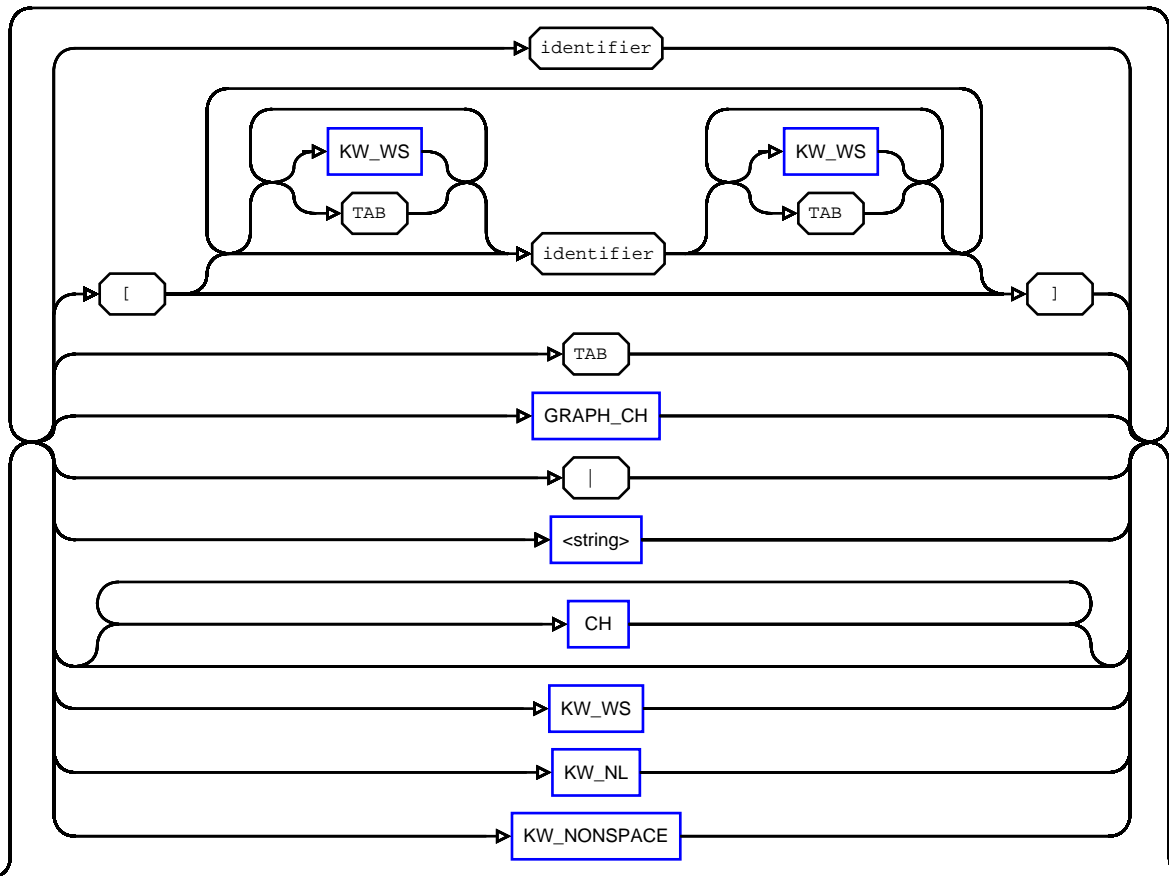 identifier
KW_WS KW_WS
TAB TAB
identifier
[ ]
TAB
GRAPH_CH
|
<string>
CH
KW_WS
KW_NL
KW_NONSPACE